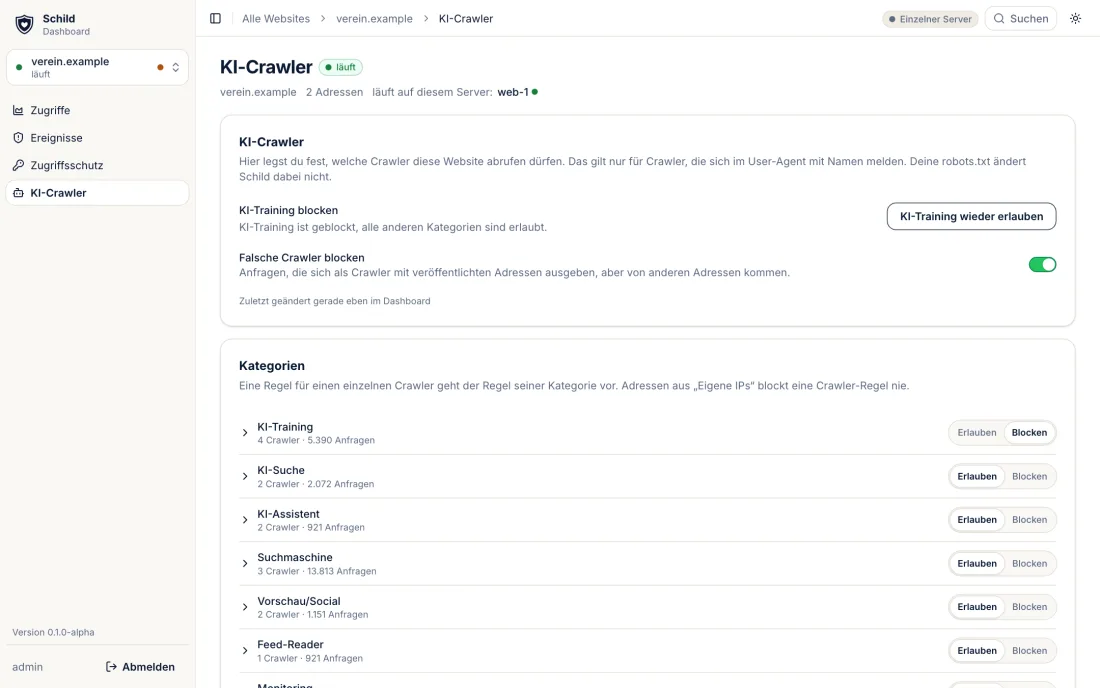 Schild
Dashboard
verein.example
läuft
Zugriffe
Ereignisse
Zugriffsschutz
KI-Crawler
Version 0.1.0-alpha
admin
Abmelden
Alle Websites
verein.example
KI-Crawler
Einzelner Server
Suchen
KI-Crawler
läuft
verein.example 2 Adressen läuft auf diesem Server: web-1
KI-Crawler
Hier legst du fest, welche Crawler diese Website abrufen dürfen. Das gilt nur für Crawler, die sich im User-Agent mit Namen melden. Deine robots.txt ändert
Schild dabei nicht.
KI-Training blocken
KI-Training ist geblockt, alle anderen Kategorien sind erlaubt.
KI-Training wieder erlauben
Falsche Crawler blocken
Anfragen, die sich als Crawler mit veröffentlichten Adressen ausgeben, aber von anderen Adressen kommen.
Zuletzt geändert gerade eben im Dashboard
Kategorien
Eine Regel für einen einzelnen Crawler geht der Regel seiner Kategorie vor. Adressen aus „Eigene IPs“ blockt eine Crawler-Regel nie.
KI-Training
4 Crawler · 5.390 Anfragen
Erlauben Blocken
KI-Suche
2 Crawler · 2.072 Anfragen
Erlauben Blocken
KI-Assistent
2 Crawler · 921 Anfragen
Erlauben Blocken
Suchmaschine
3 Crawler · 13.813 Anfragen
Erlauben Blocken
Vorschau/Social
2 Crawler · 1.151 Anfragen
Erlauben Blocken
Feed-Reader
1 Crawler · 921 Anfragen
Erlauben Blocken
Monitoring